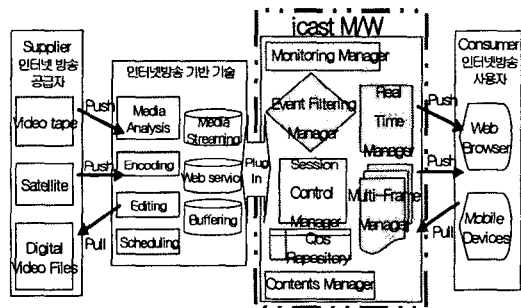 icast M/W
Supplier
인터넷 방송
공급자
Video tape
Satellite
Digital
Video Files
Push
Push
Pull
인터넷방송 기반 기술
Media
Analysis
Encoding
Editing
Scheduling
Media
Streaming
Web service
Buffering
Plug
In
Monitoring Manager
Event Filtering
Manager
Real
Time
Manager
Session
Control
Manager
Multi-Frame
Manager
Qos
Repository
Contents Manager
Push
Push
Pull
Consumer
인터넷방송
사용자
Web
Browser
Mobile
Devices